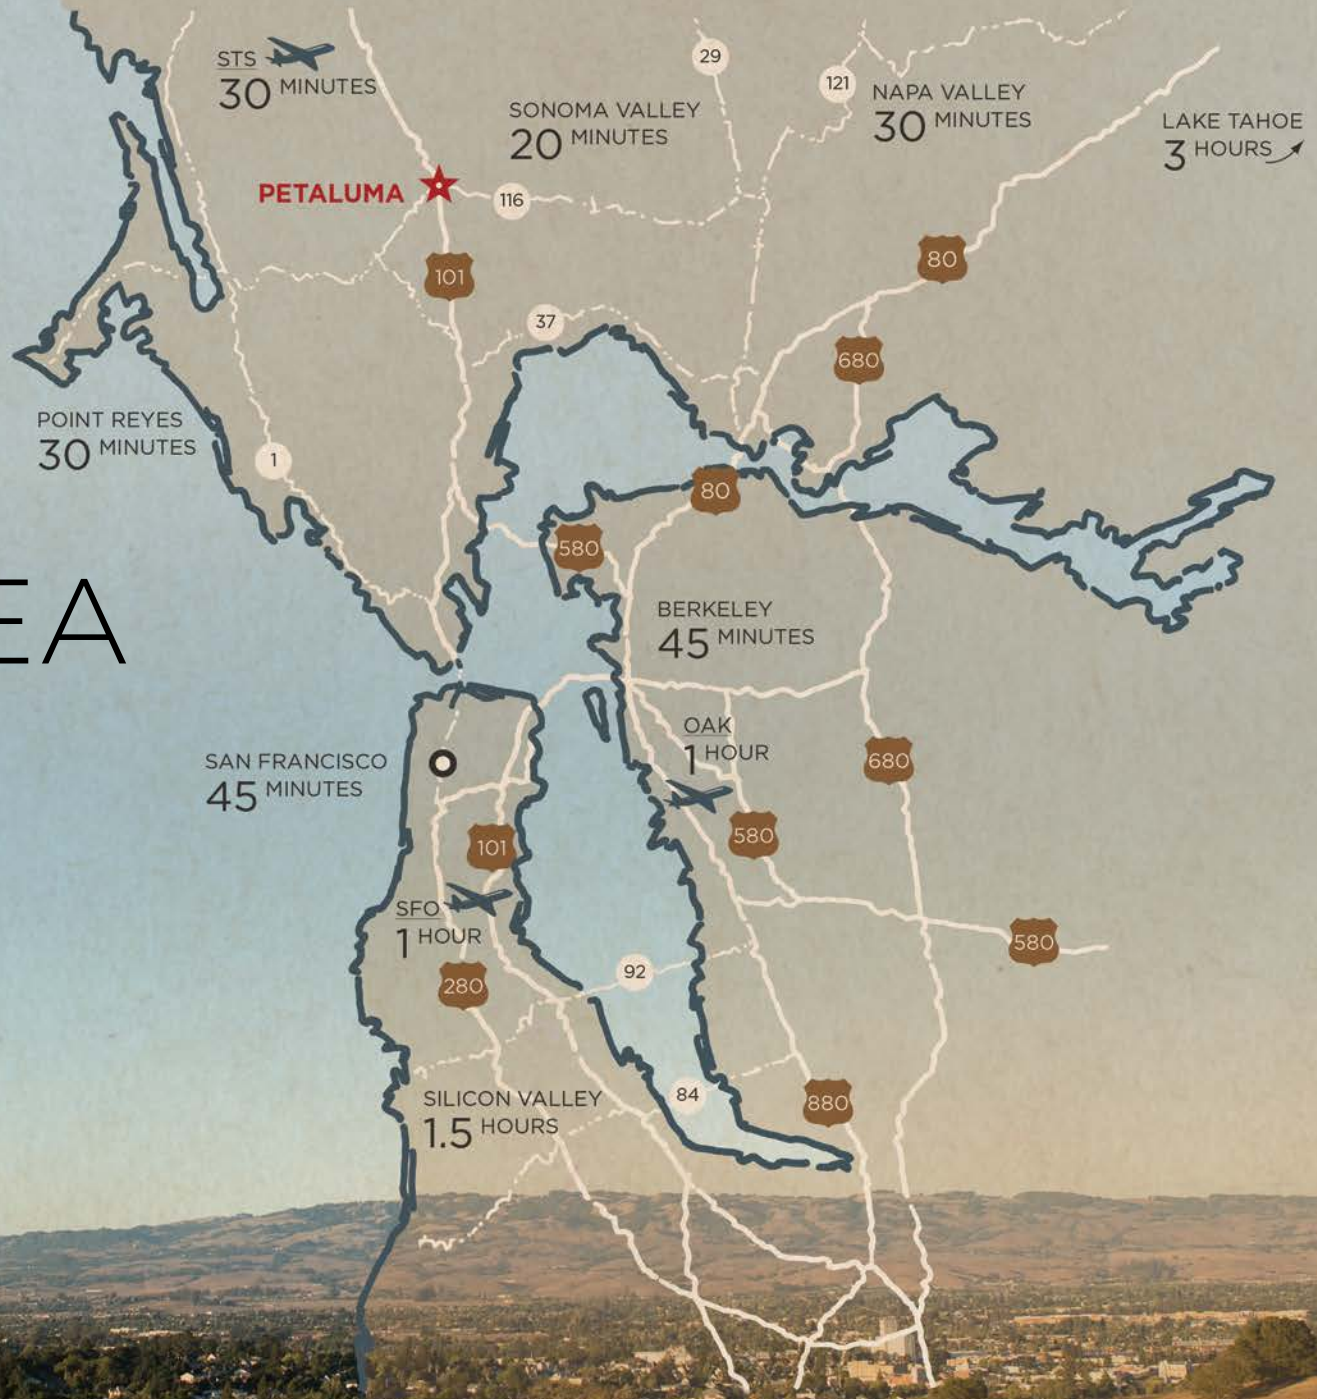 STS
30 MINUTES
29
121
SONOMA VALLEY
20 MINUTES
NAPA VALLEY
30 MINUTES
LAKE TAHOE
3 HOURS
PETALUMA
116
101
80
37
680
POINT REYES
30 MINUTES
1
80
580
EA
BERKELEY
45 MINUTES
OAK
1 HOUR
SAN FRANCISCO
45 MINUTES
680
580
101
SFO
1 HOUR
580
92
280
84
880
SILICON VALLEY
1.5 HOURS